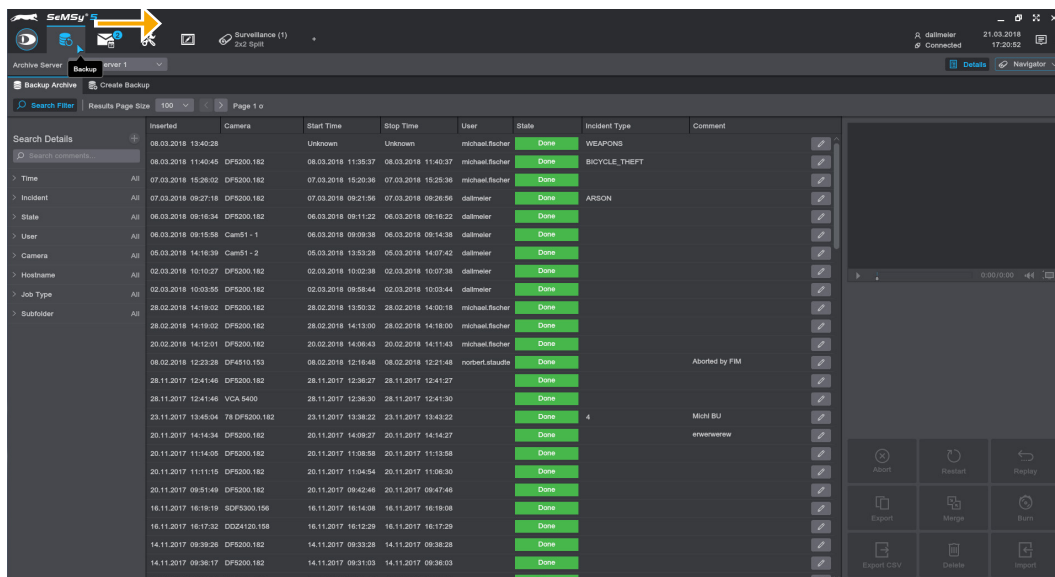 SeMSy® 5
2
Surveillance (1)
2x2 Split
+
dallmeier
Connected
21.03.2018
17:20:52
Archive Server
erver 1
Backup
Details
Navigator
Backup Archive
Create Backup
Search Filter
Results Page Size
100
Page 1 o
Search Details
Search comments...
Time All
Incident All
State All
User All
Camera All
Hostname All
Job Type All
Subfolder All
Inserted Camera Start Time Stop Time User State Incident Type Comment
08.03.2018 13:40:28 Unknown Unknown michael.fischer Done WEAPONS
08.03.2018 11:40:45 DF5200.182 08.03.2018 11:35:37 08.03.2018 11:40:37 michael.fischer Done BICYCLE_THEFT
07.03.2018 15:26:02 DF5200.182 07.03.2018 15:20:36 07.03.2018 15:25:36 michael.fischer Done
07.03.2018 09:27:18 DF5200.182 07.03.2018 09:21:56 07.03.2018 09:26:56 dallmeier Done ARSON
06.03.2018 09:16:34 DF5200.182 06.03.2018 09:11:22 06.03.2018 09:16:22 dallmeier Done
06.03.2018 09:15:58 Cam51 - 1 06.03.2018 09:09:38 06.03.2018 09:14:38 dallmeier Done
05.03.2018 14:16:39 Cam51 - 2 05.03.2018 13:53:28 05.03.2018 14:07:42 dallmeier Done
02.03.2018 10:10:27 DF5200.182 02.03.2018 10:02:38 02.03.2018 10:07:38 dallmeier Done
02.03.2018 10:03:55 DF5200.182 02.03.2018 09:58:44 02.03.2018 10:03:44 dallmeier Done
28.02.2018 14:19:02 DF5200.182 28.02.2018 13:50:32 28.02.2018 14:00:18 michael.fischer Done
28.02.2018 14:19:02 DF5200.182 28.02.2018 14:13:00 28.02.2018 14:18:00 michael.fischer Done
20.02.2018 14:12:01 DF5200.182 20.02.2018 14:06:43 20.02.2018 14:11:43 michael.fischer Done
08.02.2018 12:23:28 DF4510.153 08.02.2018 12:16:48 08.02.2018 12:21:48 norbert.staudte Done Aborted by FIM
28.11.2017 12:41:46 DF5200.182 28.11.2017 12:36:27 28.11.2017 12:41:27 Done
28.11.2017 12:41:46 VCA 5400 28.11.2017 12:36:30 28.11.2017 12:41:30 Done
23.11.2017 13:45:04 78 DF5200.182 23.11.2017 13:38:22 23.11.2017 13:43:22 Done 4 Michl BU
20.11.2017 14:14:34 DF5200.182 20.11.2017 14:09:27 20.11.2017 14:14:27 Done erwerwerew
20.11.2017 11:14:05 DF5200.182 20.11.2017 11:08:58 20.11.2017 11:13:58 Done
20.11.2017 11:11:15 DF5200.182 20.11.2017 11:04:54 20.11.2017 11:06:30 Done
20.11.2017 09:51:49 DF5200.182 20.11.2017 09:42:46 20.11.2017 09:47:46 Done
16.11.2017 16:19:19 SDF5300.156 16.11.2017 16:14:08 16.11.2017 16:19:08 Done
16.11.2017 16:17:32 DDZ4120.158 16.11.2017 16:12:29 16.11.2017 16:17:29 Done
14.11.2017 09:39:26 DF5200.182 14.11.2017 09:33:28 14.11.2017 09:38:28 Done
14.11.2017 09:36:17 DF5200.182 14.11.2017 09:31:03 14.11.2017 09:36:03 Done
0:00/0:00
Abort Restart Replay
Export Merge Burn
Export CSV Delete Import